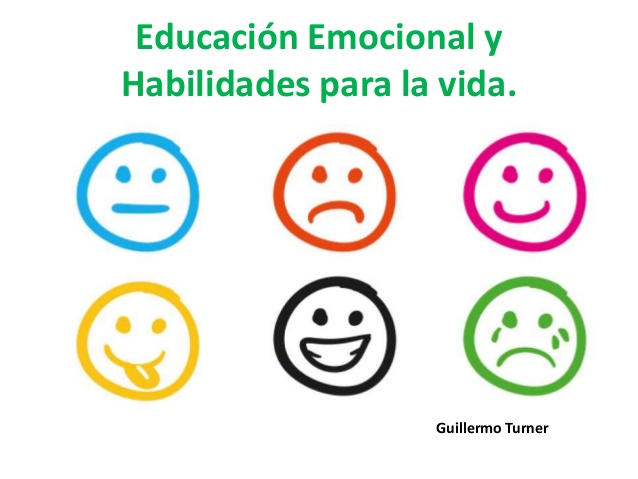 Educación Emocional y
Habilidades para la vida.
Guillermo Turner